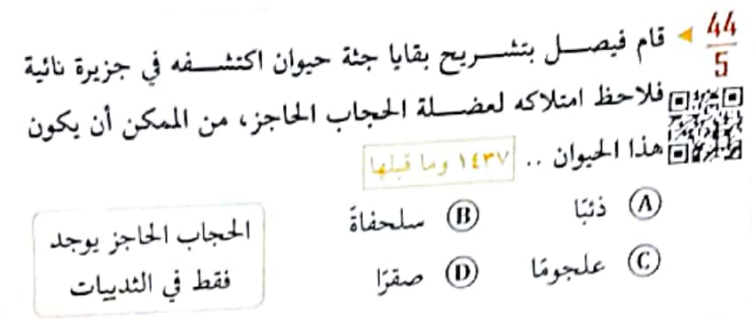 44
5
قام فيصل بتشريح بقايا جثة حيوان اكتشفه في جزيرة نائية
فلاحظ امتلاكه لعضلة الحجاب الحاجز، من الممكن أن يكون
هذا الحيوان .. ١٤٣٧ وما قبلها
A ذئبًا B سلحفاةً
C علجومًا D صقرًا
الحجاب الحاجز يوجد
فقط في الثدييات